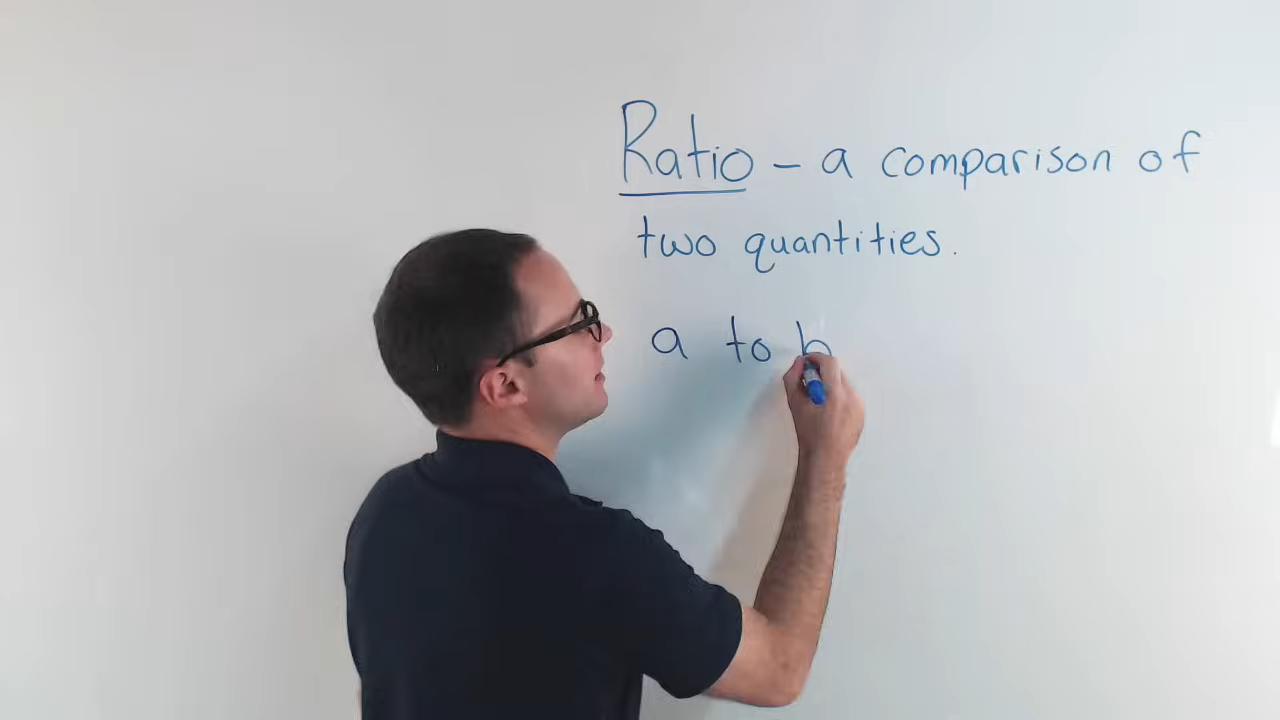 Ratio – a comparison of
two quantities.
a to b